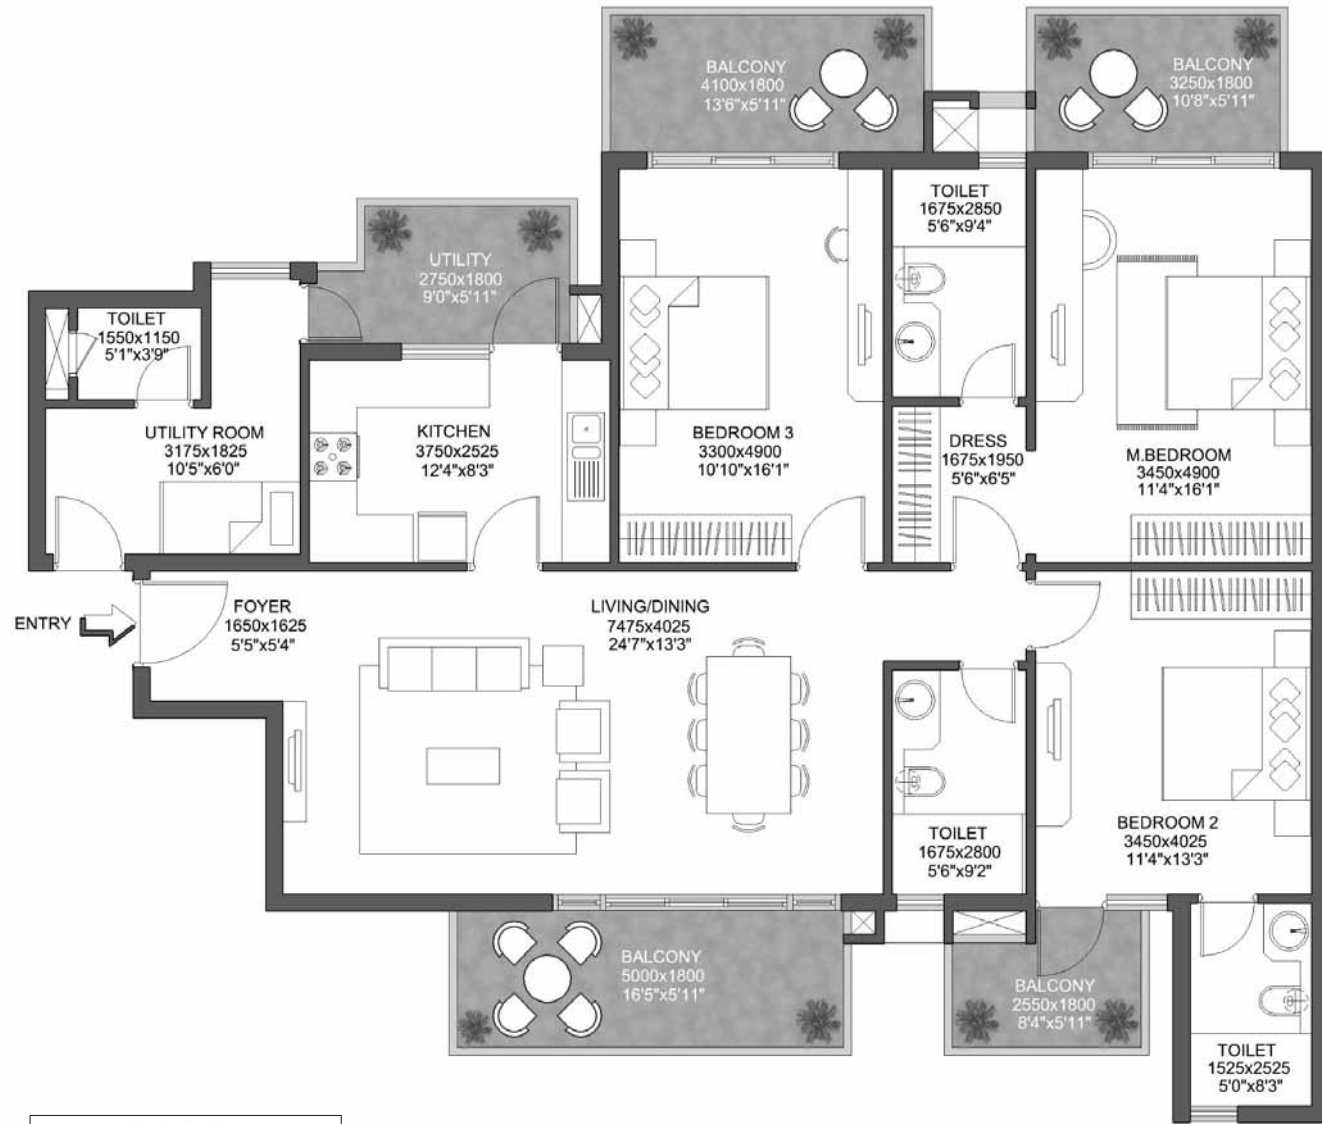 BALCONY
4100x1800
13'6"x5'11"
BALCONY
3250x1800
10'8"x5'11"
TOILET
1675x2850
5'6"x9'4"
UTILITY
2750x1800
9'0"x5'11"
TOILET
1550x1150
5'1"x3'9"
UTILITY ROOM
3175x1825
10'5"x6'0"
KITCHEN
3750x2525
12'4"x8'3"
BEDROOM 3
3300x4900
10'10"x16'1"
DRESS
1675x1950
5'6"x6'5"
M.BEDROOM
3450x4900
11'4"x16'1"
ENTRY
FOYER
1650x1625
5'5"x5'4"
LIVING/DINING
7475x4025
24'7"x13'3"
TOILET
1675x2800
5'6"x9'2"
BEDROOM 2
3450x4025
11'4"x13'3"
BALCONY
5000x1800
16'5"x5'11"
BALCONY
2550x1800
8'4"x5'11"
TOILET
1525x2525
5'0"x8'3"